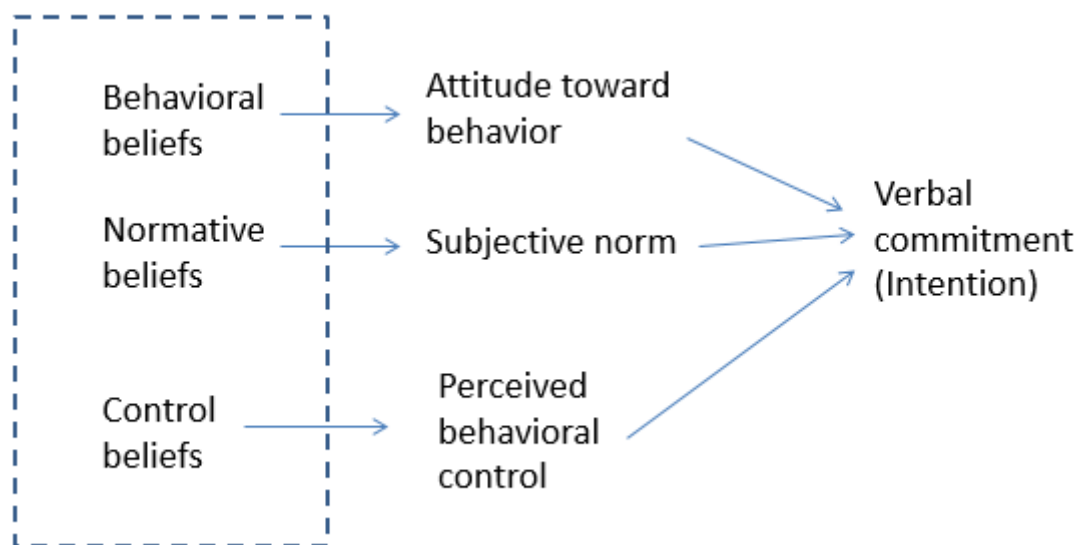 Behavioral
beliefs
Attitude toward
behavior
Normative
beliefs
Subjective norm
Verbal
commitment
(Intention)
Control
beliefs
Perceived
behavioral
control